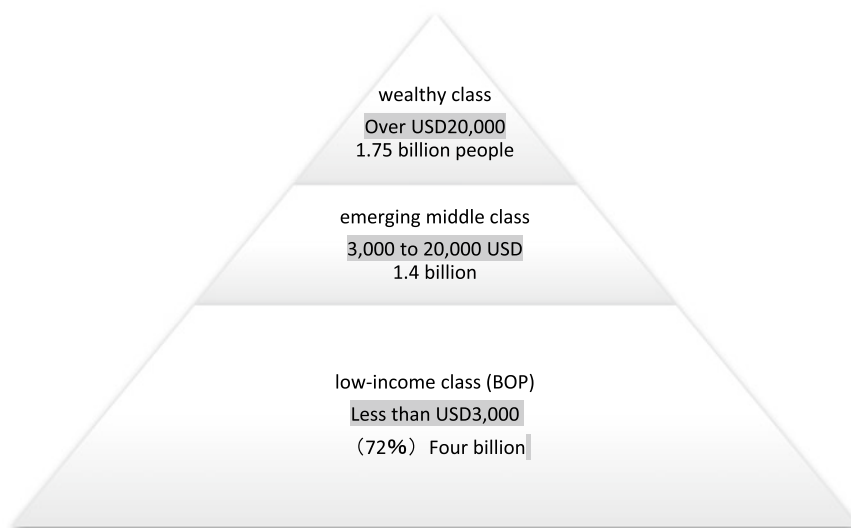 wealthy class
Over USD20,000
1.75 billion people
emerging middle class
3,000 to 20,000 USD
1.4 billion
low-income class (BOP)
Less than USD3,000
（72%）Four billion